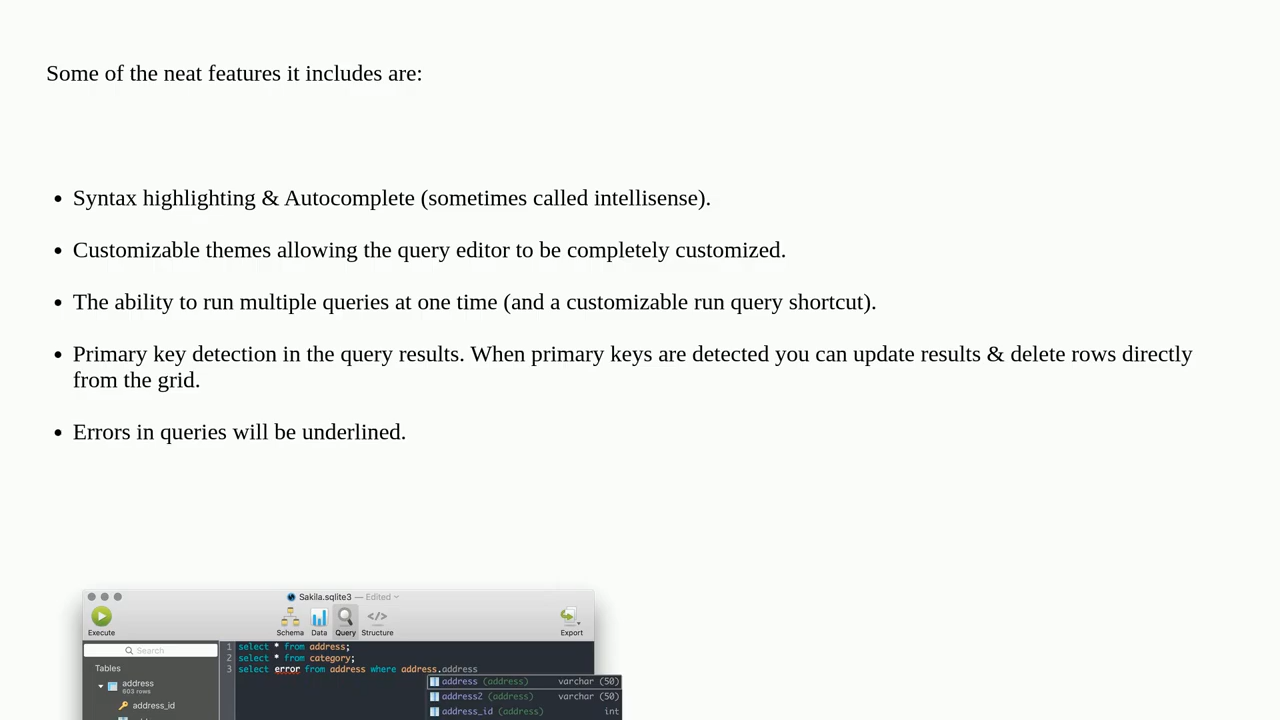 Some of the neat features it includes are:
• Syntax highlighting & Autocomplete (sometimes called intellisense).
• Customizable themes allowing the query editor to be completely customized.
• The ability to run multiple queries at one time (and a customizable run query shortcut).
• Primary key detection in the query results. When primary keys are detected you can update results & delete rows directly
from the grid.
• Errors in queries will be underlined.
Sakila.sqlite3 — Edited
Execute Schema Data Query Structure Export
Search
Tables
address
603 rows
address_id
1 select * from address;
2 select * from category;
3 select error from address where address.address
address (address) varchar (50)
address2 (address) varchar (50)
address_id (address) int